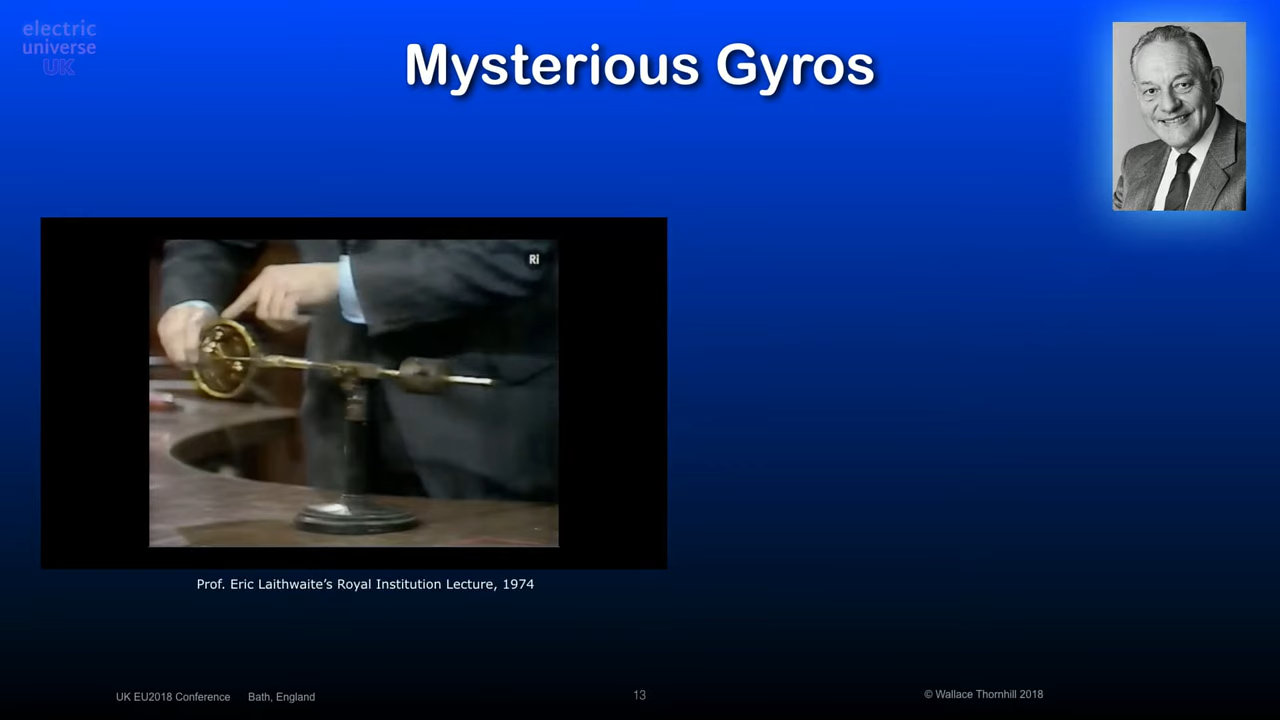 electric
universe
UK
Mysterious Gyros
Ri
Prof. Eric Laithwaite’s Royal Institution Lecture, 1974
UK EU2018 Conference Bath, England
13
© Wallace Thornhill 2018